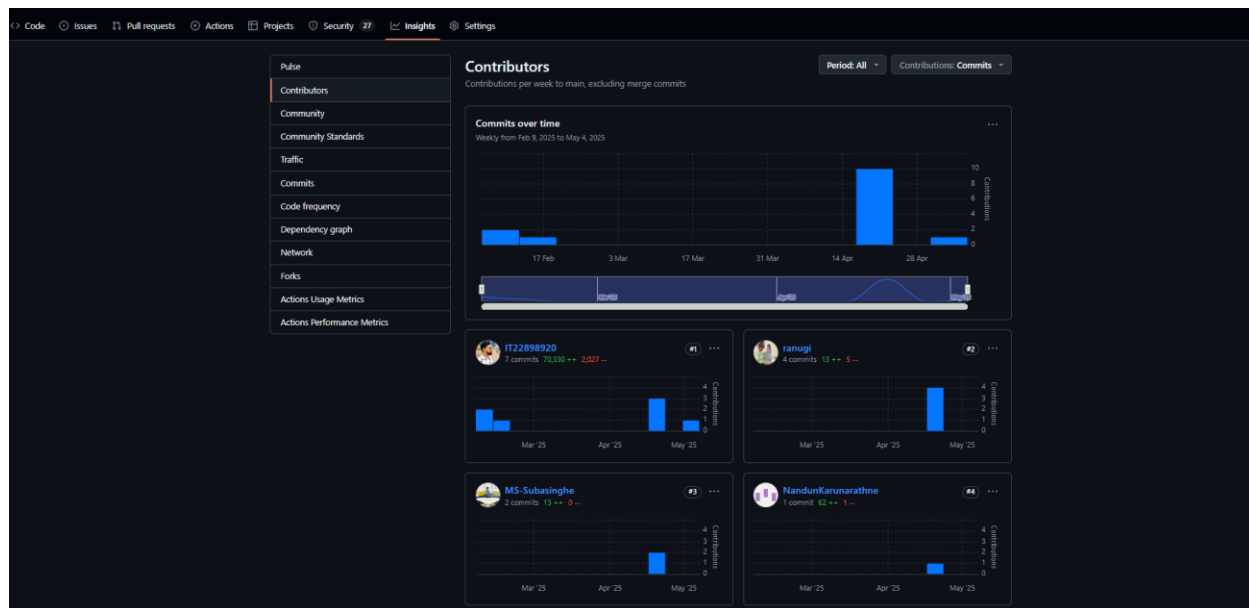 <> Code Issues Pull requests Actions Projects Security 27 Insights Settings
Pulse
Contributors
Community
Community Standards
Traffic
Commits
Code frequency
Dependency graph
Network
Forks
Actions Usage Metrics
Actions Performance Metrics
Contributors
Period: All
Contributions: Commits
Contributions per week to main, excluding merge commits
Commits over time
Weekly from Feb 9, 2025 to May 4, 2025
10
8
6
4
2
0
Contributions
17 Feb 3 Mar 17 Mar 31 Mar 14 Apr 28 Apr
IT22898920
#1
7 commits 70,330 ++ 2,027 --
4
3
2
1
0
Contributions
Mar '25 Apr '25 May '25
ranugi
#2
4 commits 13 ++ 5 --
4
3
2
1
0
Contributions
Mar '25 Apr '25 May '25
MS-Subasinghe
#3
2 commits 13 ++ 0 --
4
3
2
1
0
Contributions
Mar '25 Apr '25 May '25
NandunKarunarathne
#4
1 commit 62 ++ 1 --
4
3
2
1
0
Contributions
Mar '25 Apr '25 May '25